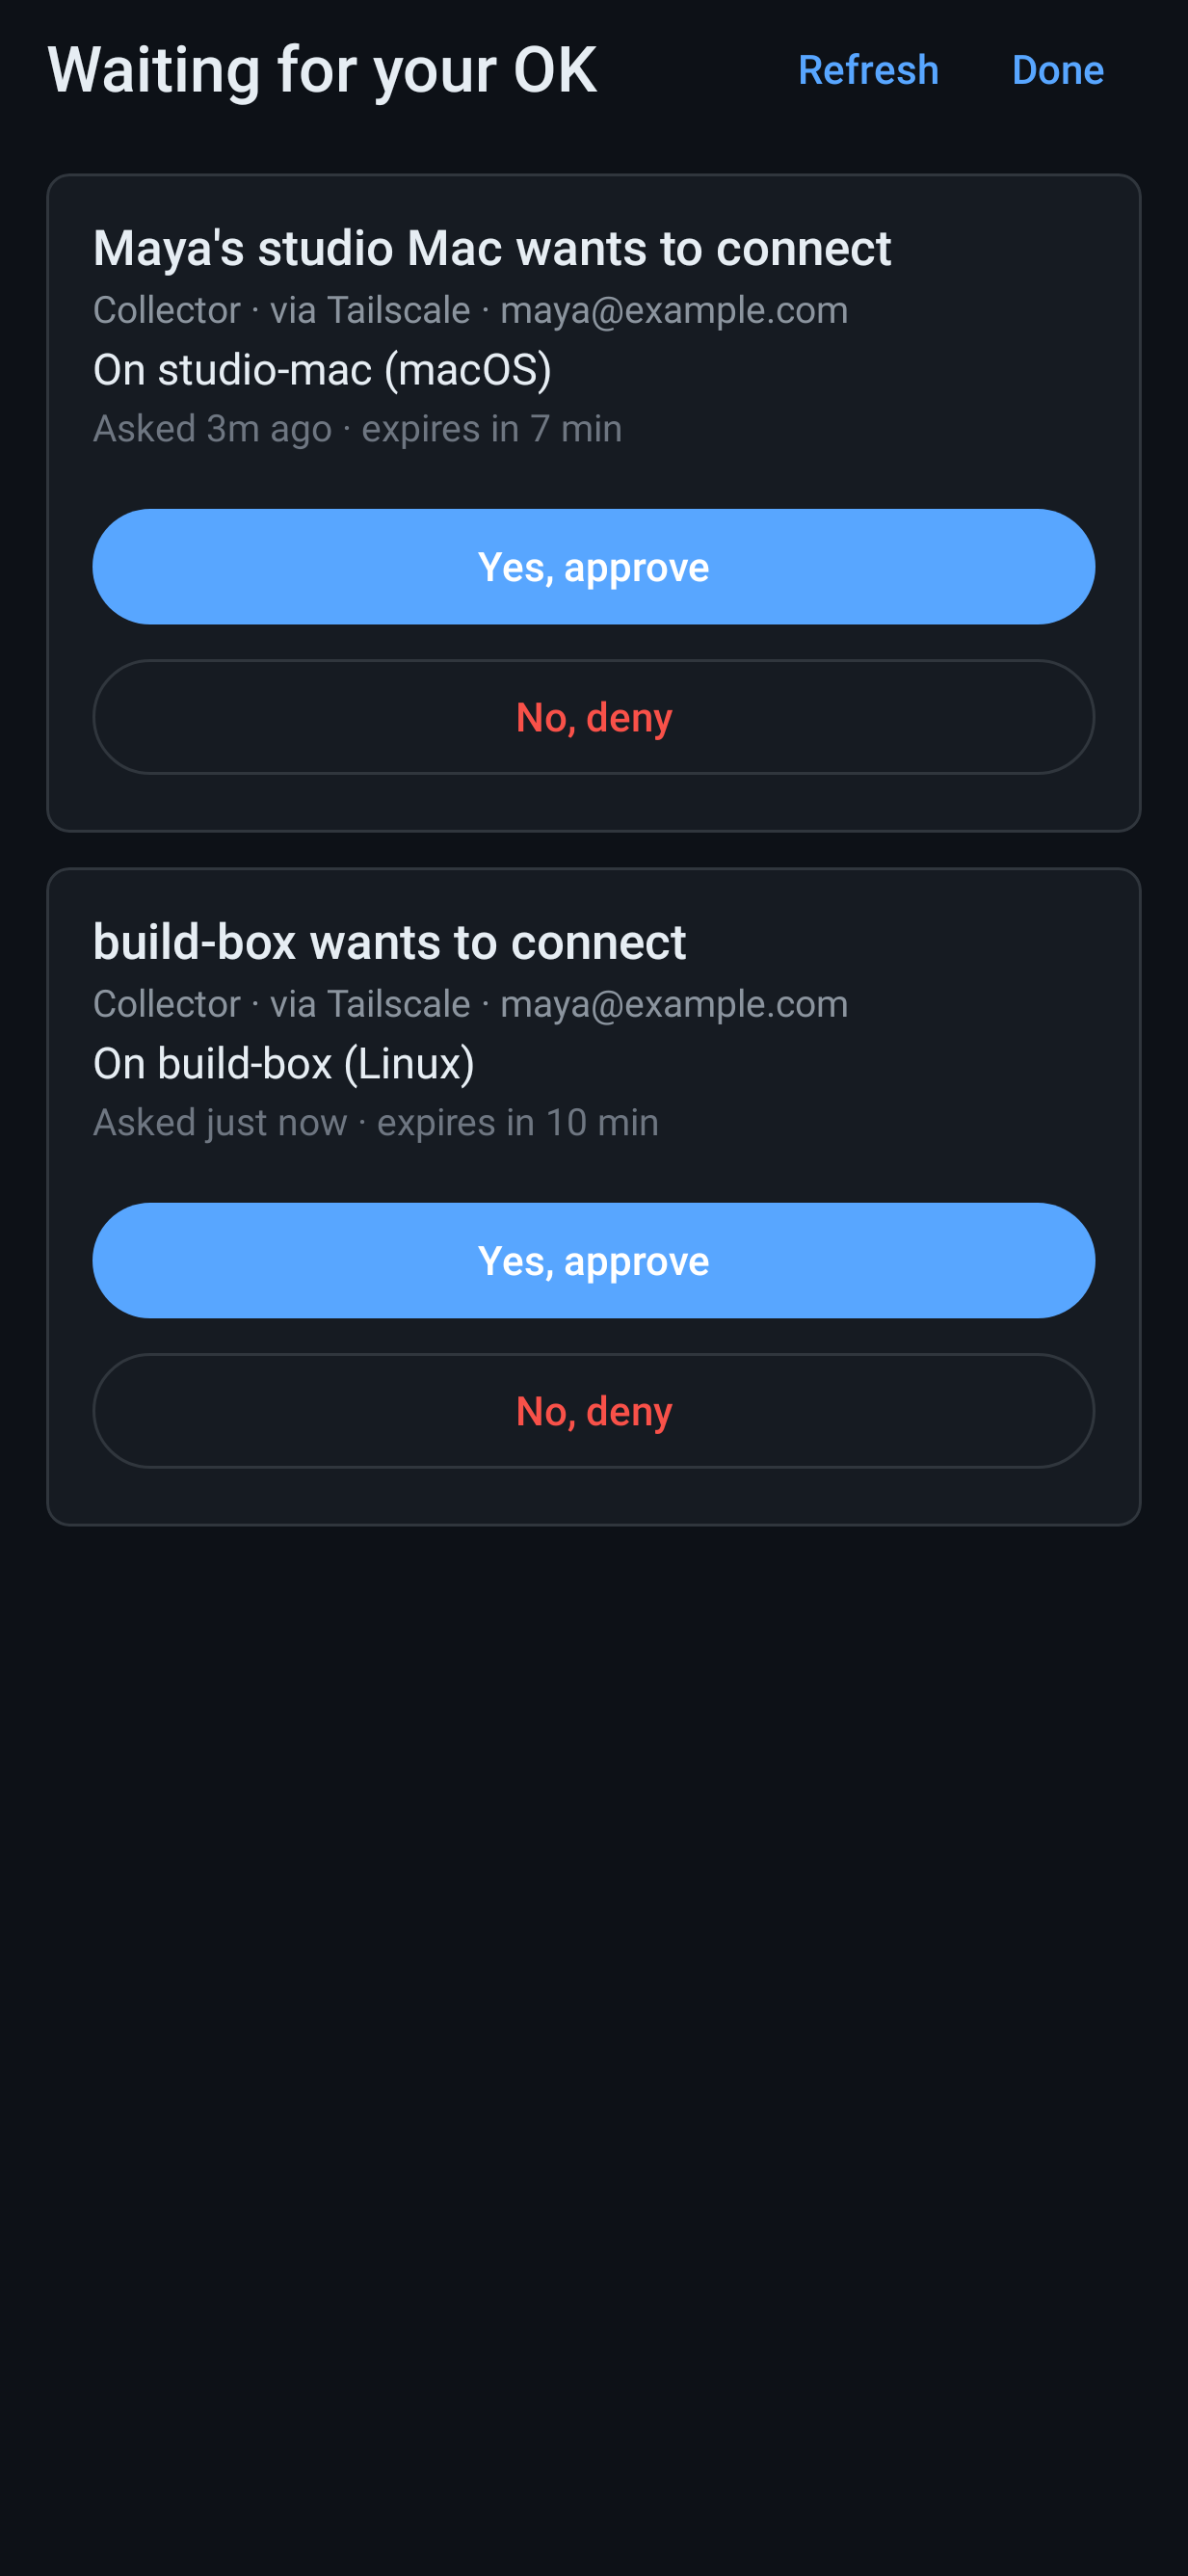 Waiting for your OK
Refresh
Done
Maya's studio Mac wants to connect
Collector · via Tailscale · maya@example.com
On studio-mac (macOS)
Asked 3m ago · expires in 7 min
Yes, approve
No, deny
build-box wants to connect
Collector · via Tailscale · maya@example.com
On build-box (Linux)
Asked just now · expires in 10 min
Yes, approve
No, deny